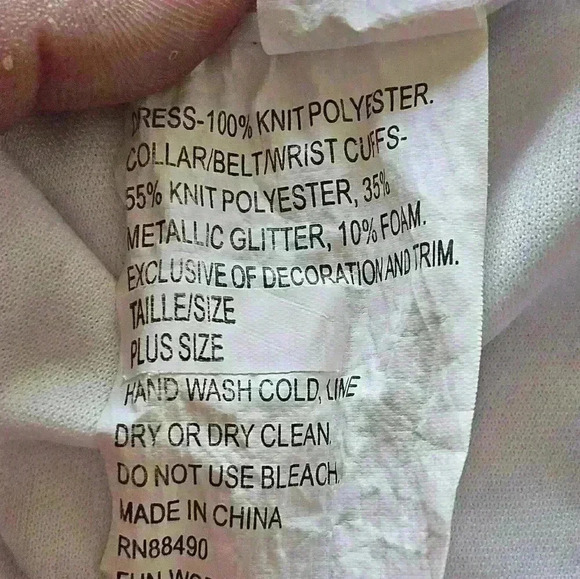 DRESS-100% KNIT POLYESTER.
COLLAR/BELT/WRIST CUFFS-
55% KNIT POLYESTER, 35%
METALLIC GLITTER, 10% FOAM.
EXCLUSIVE OF DECORATION AND TRIM.
TAILLE/SIZE
PLUS SIZE
HAND WASH COLD, LINE
DRY OR DRY CLEAN.
DO NOT USE BLEACH.
MADE IN CHINA
RN88490
FUN